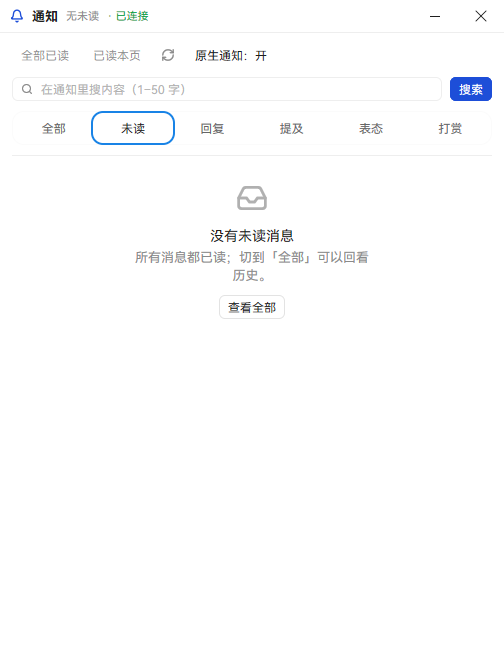 通知 无未读 · 已连接
全部已读 已读本页 原生通知：开
在通知里搜内容（1–50 字） 搜索
全部 未读 回复 提及 表态 打赏
没有未读消息
所有消息都已读；切到「全部」可以回看
历史。
查看全部